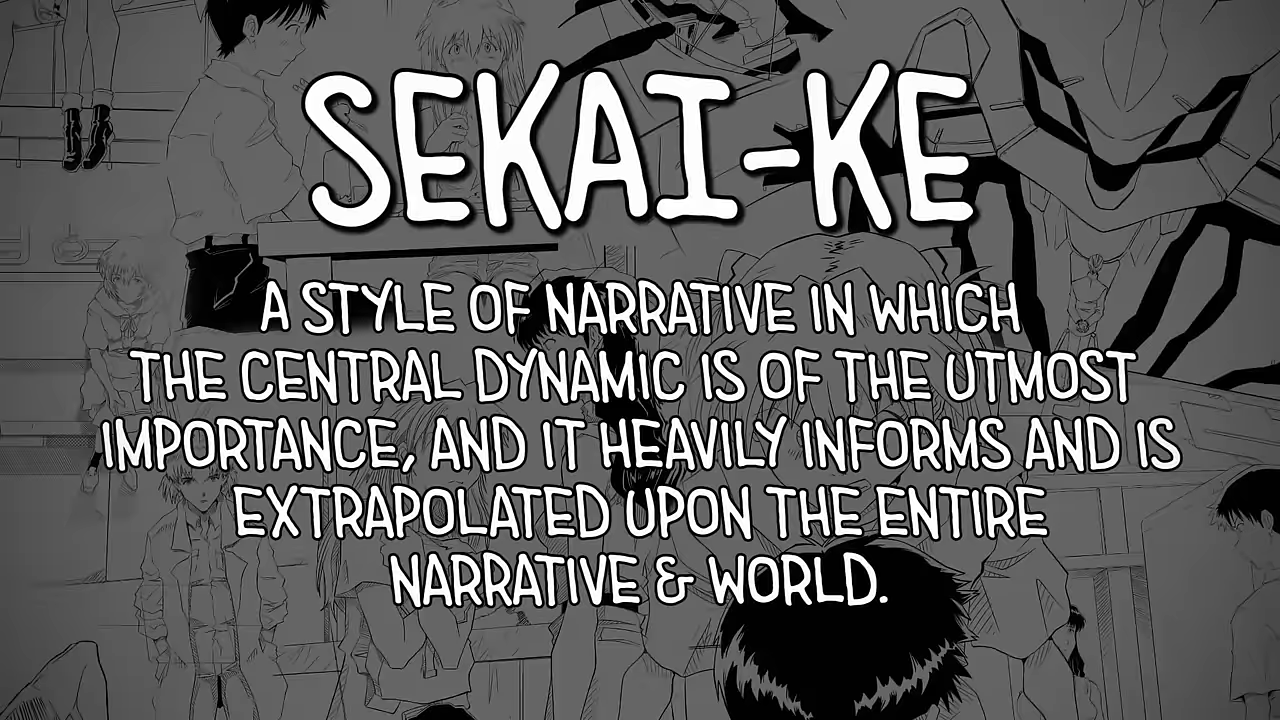 SEKAI-KE
A STYLE OF NARRATIVE IN WHICH
THE CENTRAL DYNAMIC IS OF THE UTMOST
IMPORTANCE, AND IT HEAVILY INFORMS AND IS
EXTRAPOLATED UPON THE ENTIRE
NARRATIVE & WORLD.